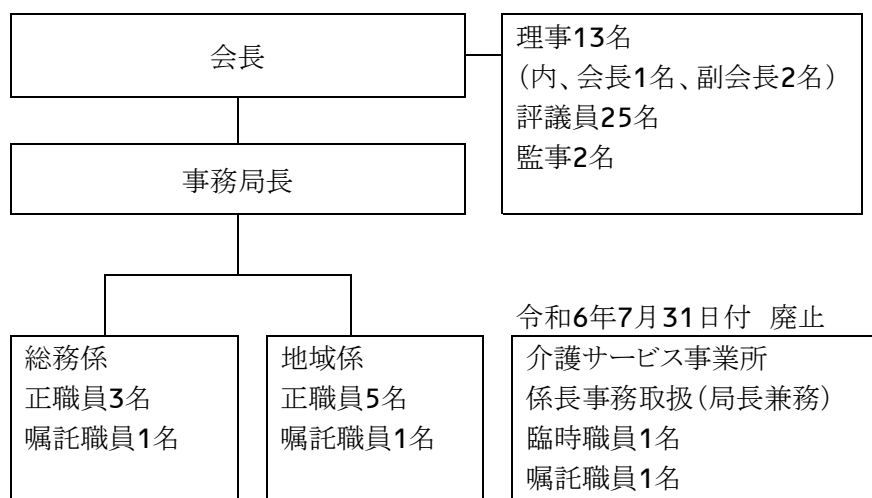 会長
理事13名
（内、会長1名、副会長2名）
評議員25名
監事2名
事務局長
総務係
正職員3名
嘱託職員1名
地域係
正職員5名
嘱託職員1名
令和6年7月31日付 廃止
介護サービス事業所
係長事務取扱（局長兼務）
臨時職員1名
嘱託職員1名